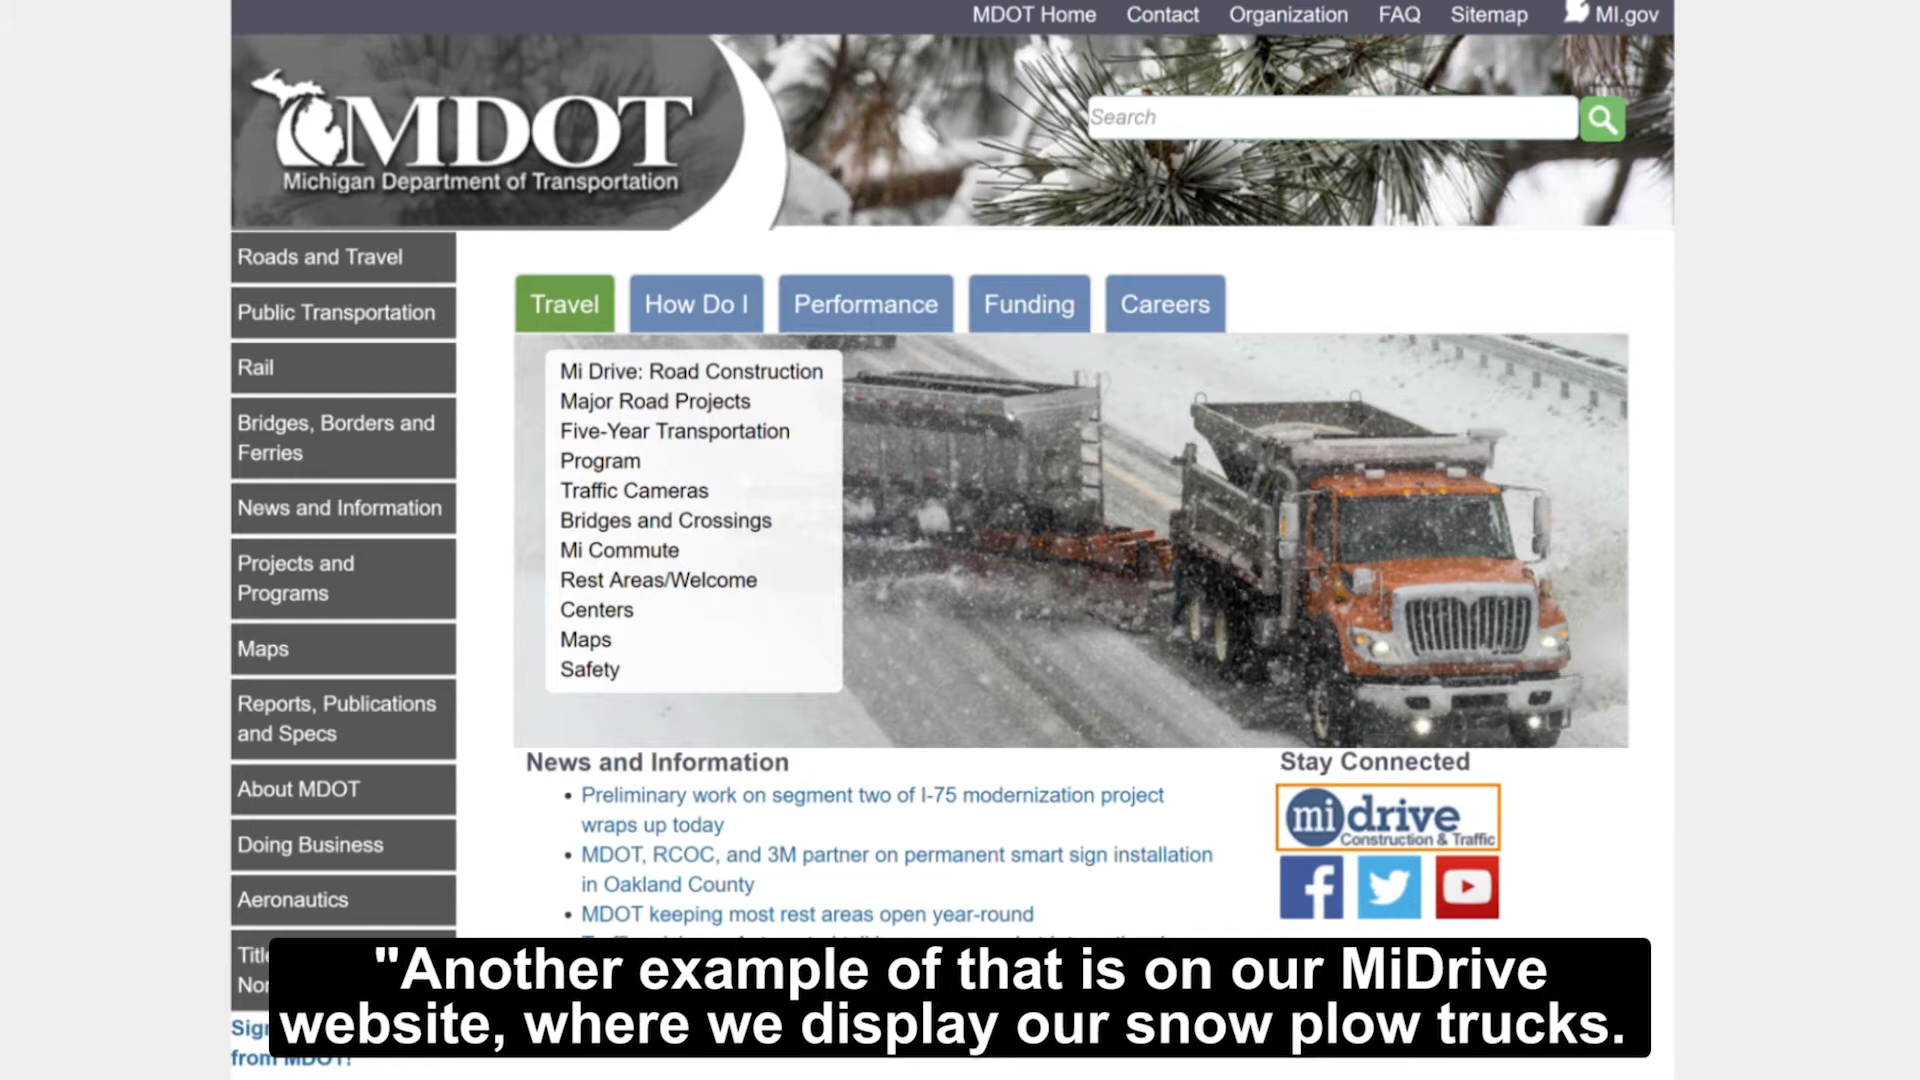 MDOT Home Contact Organization FAQ Sitemap MI.gov
MDOT
Michigan Department of Transportation
Search
Roads and Travel
Public Transportation
Rail
Bridges, Borders and
Ferries
News and Information
Projects and
Programs
Maps
Reports, Publications
and Specs
About MDOT
Doing Business
Aeronautics
Travel How Do I Performance Funding Careers
Mi Drive: Road Construction
Major Road Projects
Five-Year Transportation
Program
Traffic Cameras
Bridges and Crossings
Mi Commute
Rest Areas/Welcome
Centers
Maps
Safety
News and Information
• Preliminary work on segment two of I-75 modernization project
wraps up today
• MDOT, RCOC, and 3M partner on permanent smart sign installation
in Oakland County
• MDOT keeping most rest areas open year-round
Stay Connected
mi drive
Construction & Traffic
from MDOT!
"Another example of that is on our MiDrive
website, where we display our snow plow trucks.